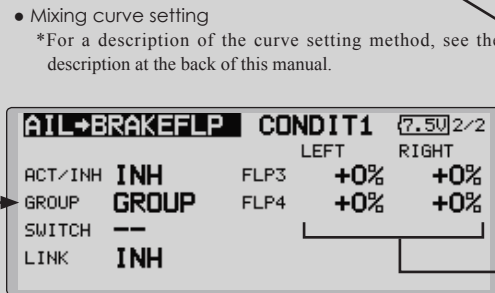 ● Mixing curve setting
*For a description of the curve setting method, see the
description at the back of this manual.
AIL→BRAKEFLP CONDIT1 7.5V 2/2
LEFT RIGHT
ACT/INH INH FLP3 +0% +0%
GROUP GROUP FLP4 +0% +0%
SWITCH --
LINK INH